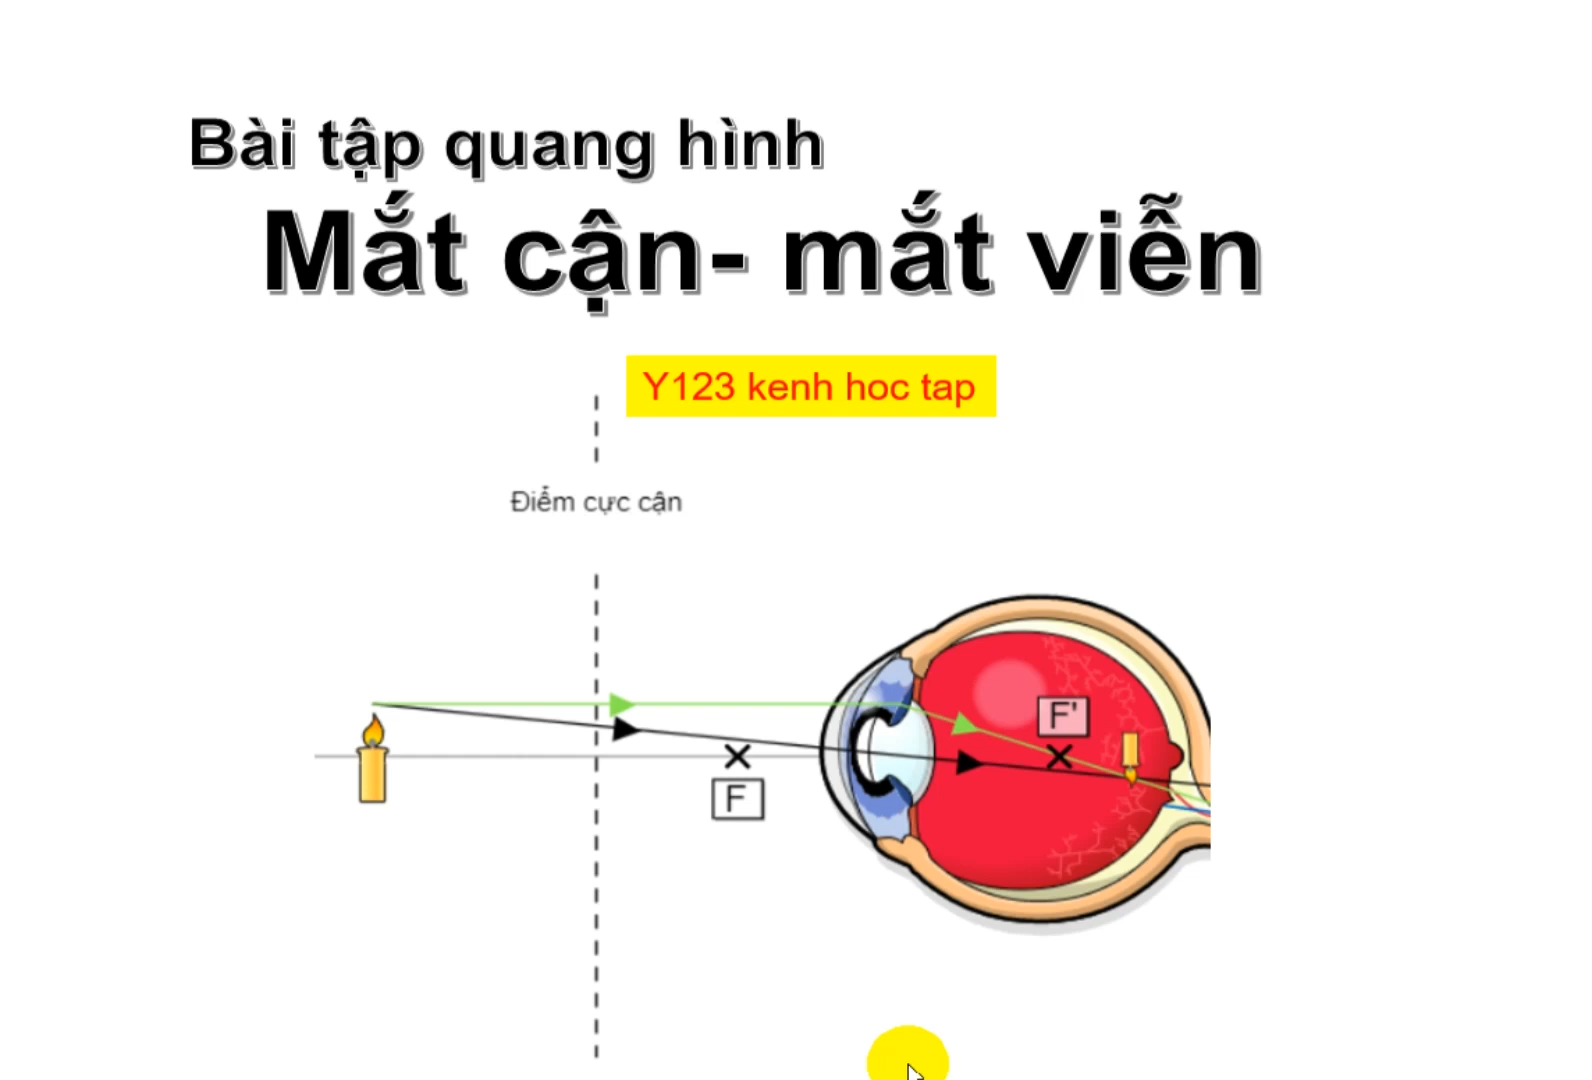 Bài tập quang hình
Mắt cận- mắt viễn
Y123 kenh hoc tap
Điểm cực cận
F'
F